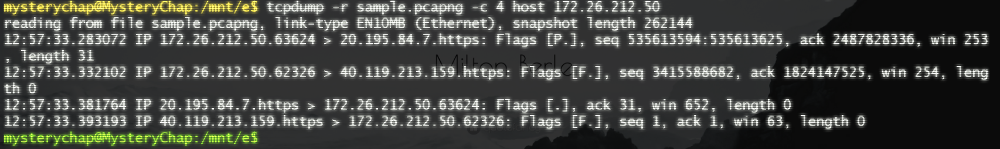 mysterychap@MysteryChap:/mnt/e$ tcpdump -r sample.pcapng -c 4 host 172.26.212.50
reading from file sample.pcapng, link-type EN10MB (Ethernet), snapshot length 262144
12:57:33.283072 IP 172.26.212.50.63624 > 20.195.84.7.https: Flags [P.], seq 535613594:535613625, ack 2487828336, win 253
, length 31
Milton Berle
12:57:33.332102 IP 172.26.212.50.62326 > 40.119.213.159.https: Flags [F.], seq 3415588682, ack 1824147525, win 254, leng
th 0
12:57:33.381764 IP 20.195.84.7.https > 172.26.212.50.63624: Flags [.], ack 31, win 652, length 0
12:57:33.393193 IP 40.119.213.159.https > 172.26.212.50.62326: Flags [F.], seq 1, ack 1, win 63, length 0
mysterychap@MysteryChap:/mnt/e$